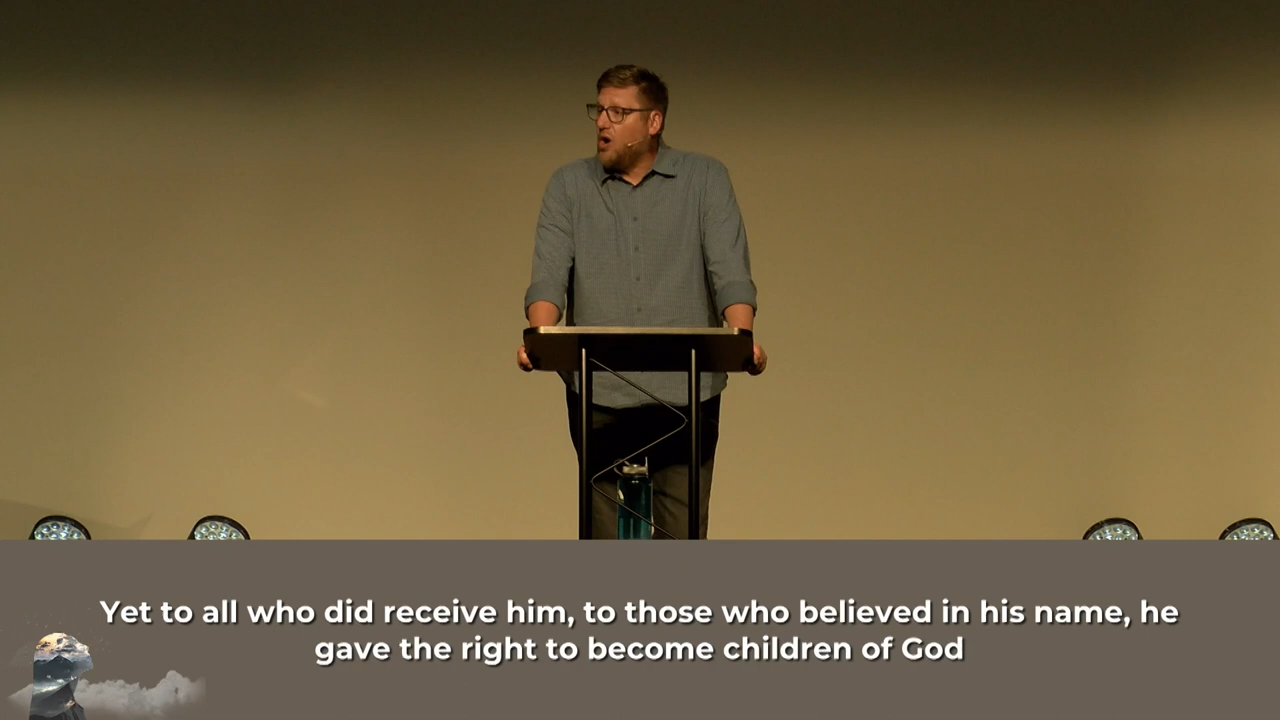 Yet to all who did receive him, to those who believed in his name, he
gave the right to become children of God